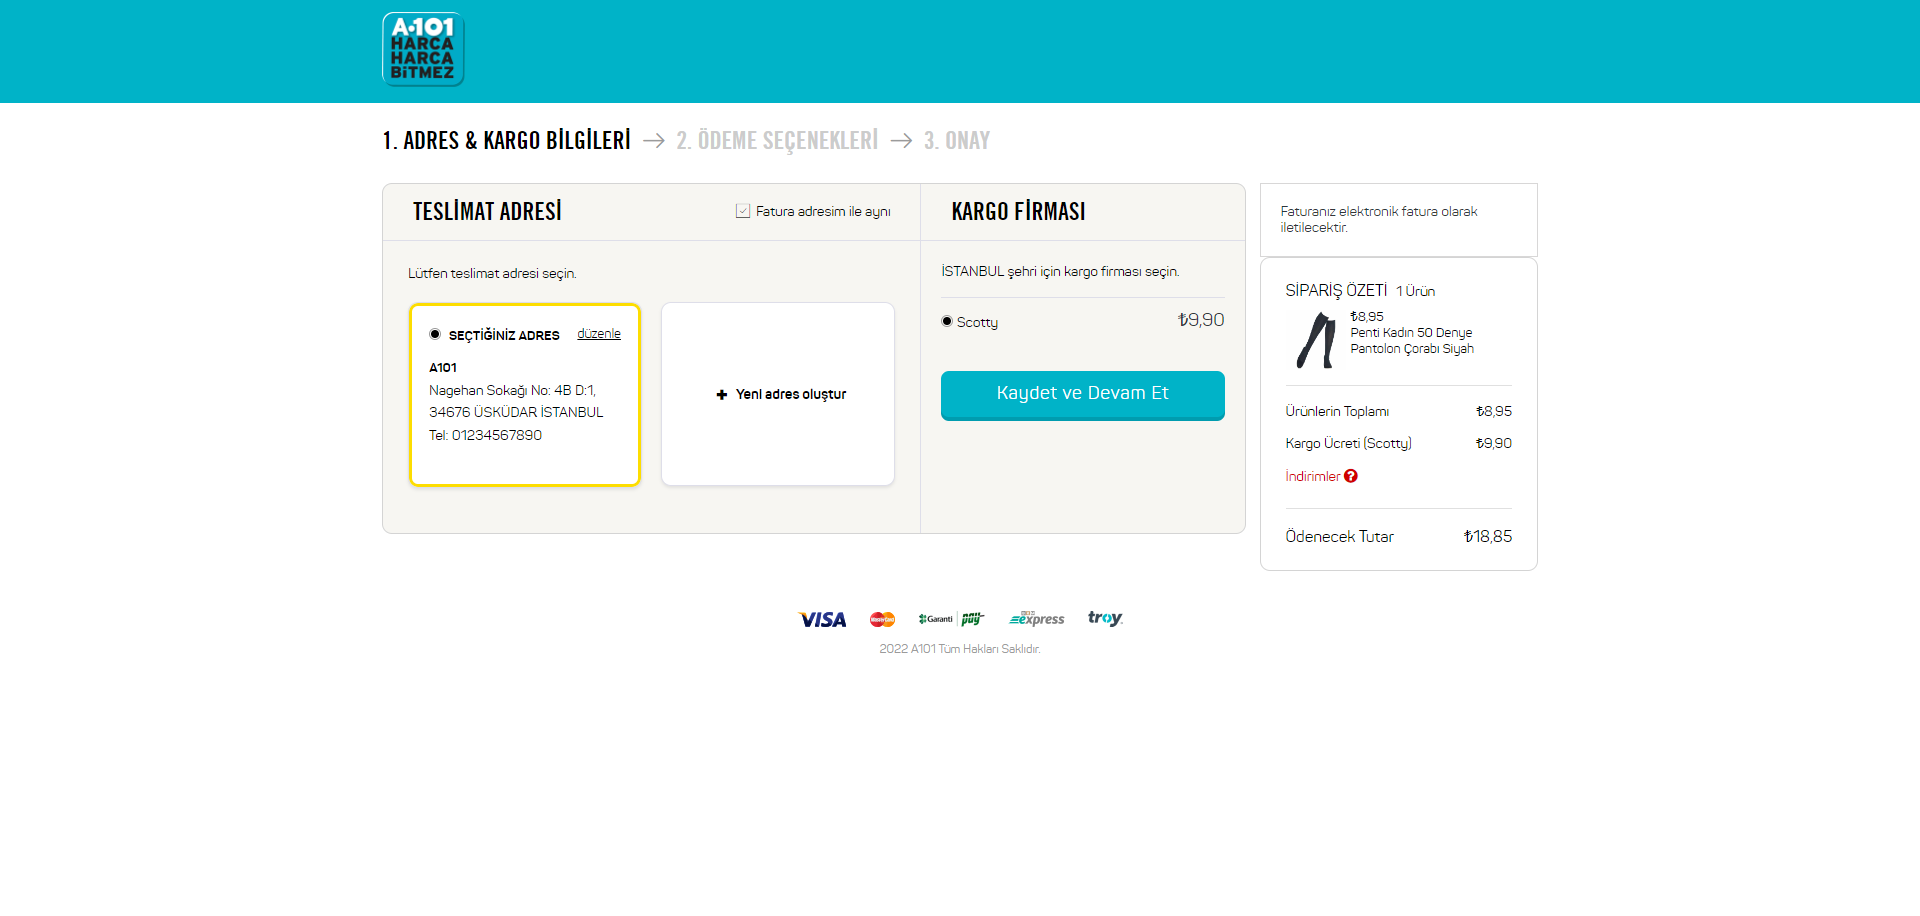 A·101
HARCA
HARCA
BİTMEZ
1. ADRES & KARGO BİLGİLERİ → 2. ÖDEME SEÇENEKLERİ → 3. ONAY
TESLİMAT ADRESİ
Fatura adresim ile aynı
Lütfen teslimat adresi seçin.
SEÇTİĞİNİZ ADRES düzenle
A101
Nagehan Sokağı No: 4B D:1,
34676 ÜSKÜDAR İSTANBUL
Tel: 01234567890
+ Yeni adres oluştur
KARGO FİRMASI
İSTANBUL şehri için kargo firması seçin.
Scotty ₺9,90
Kaydet ve Devam Et
Faturanız elektronik fatura olarak
iletilecektir.
SİPARİŞ ÖZETİ 1 Ürün
₺8,95
Penti Kadın 50 Denye
Pantolon Çorabı Siyah
Ürünlerin Toplamı ₺8,95
Kargo Ücreti (Scotty) ₺9,90
İndirimler ?
Ödenecek Tutar ₺18,85
VISA MasterCard Garanti pay express troy
2022 A101 Tüm Hakları Saklıdır.